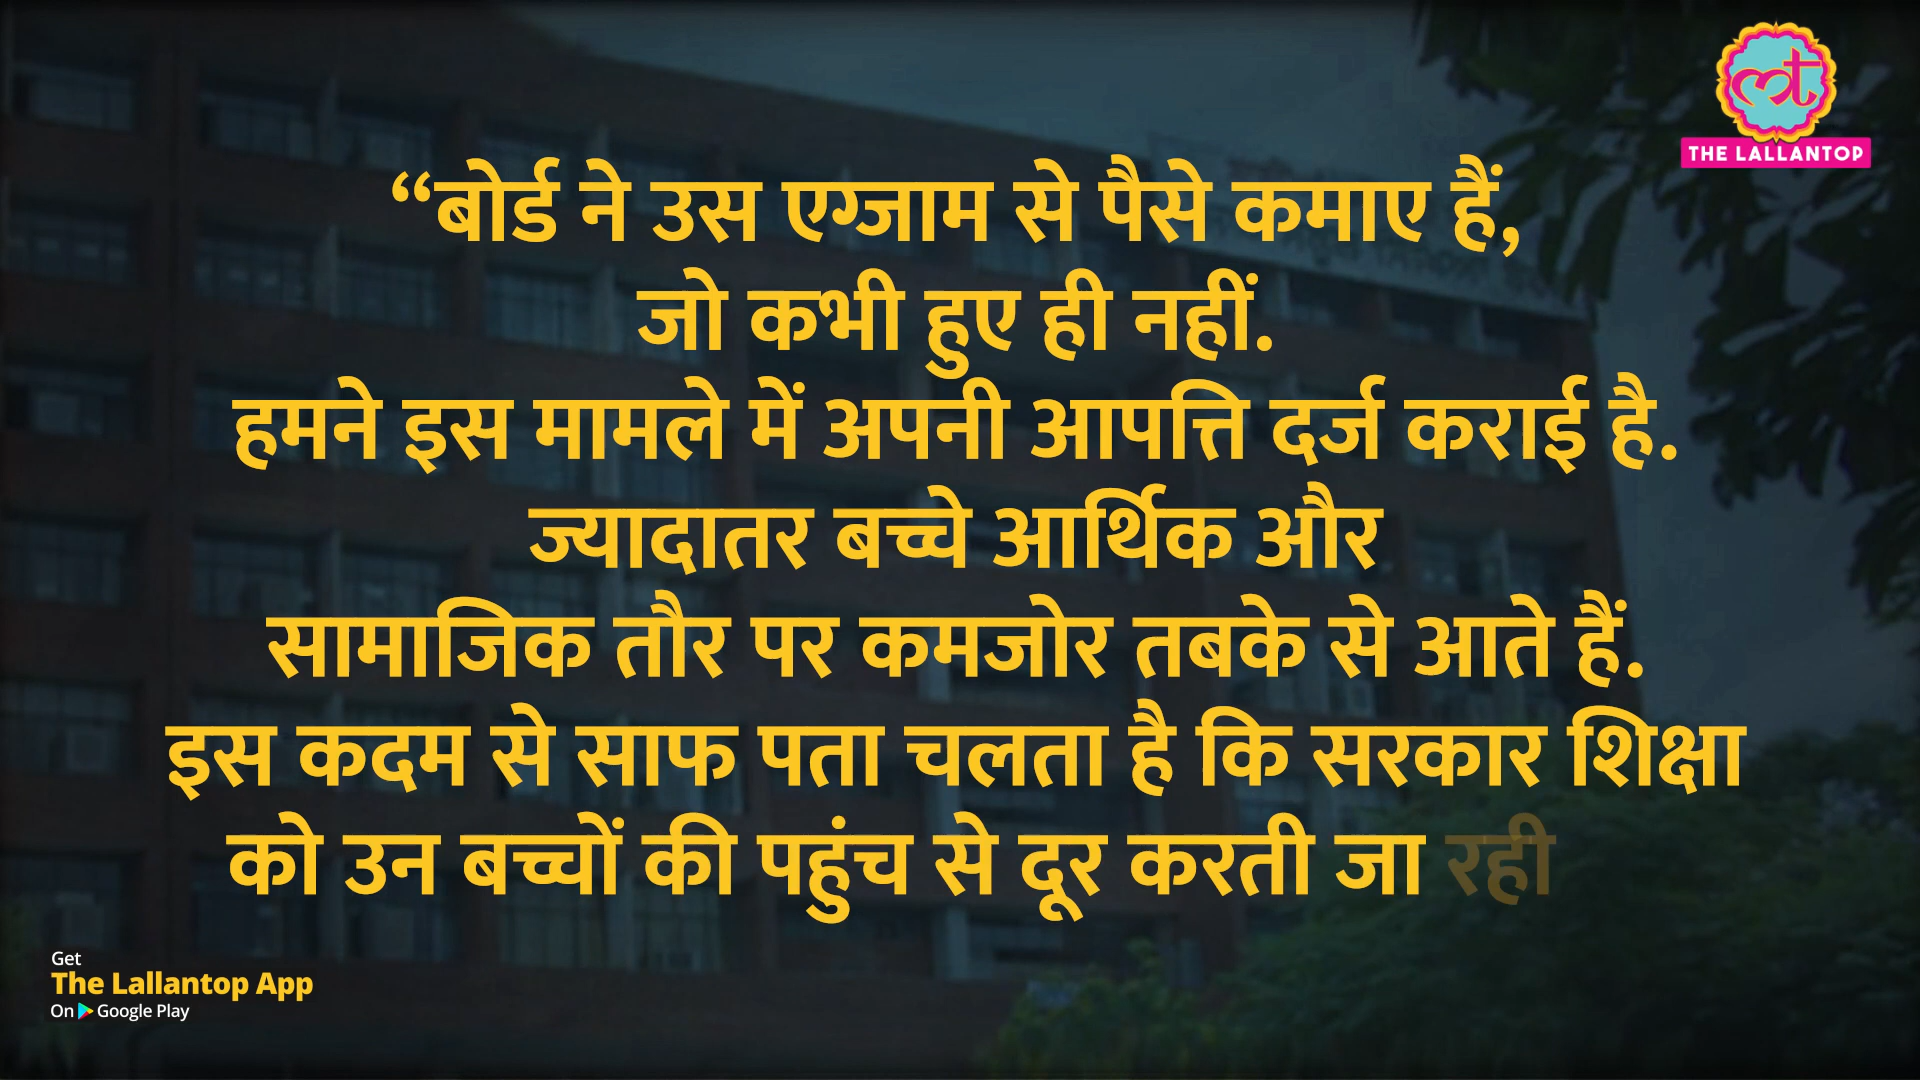 THE LALLANTOP
“बोर्ड ने उस एग्जाम से पैसे कमाए हैं,
जो कभी हुए ही नहीं.
हमने इस मामले में अपनी आपत्ति दर्ज कराई है.
ज्यादातर बच्चे आर्थिक और
सामाजिक तौर पर कमजोर तबके से आते हैं.
इस कदम से साफ पता चलता है कि सरकार शिक्षा
को उन बच्चों की पहुंच से दूर करती जा रही
Get
The Lallantop App
On Google Play